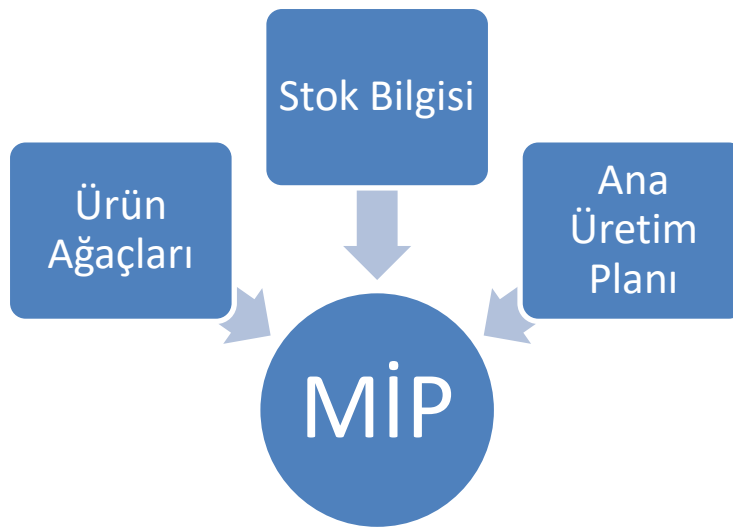 Stok Bilgisi
Ürün
Ağaçları
Ana
Üretim
Planı
MİP